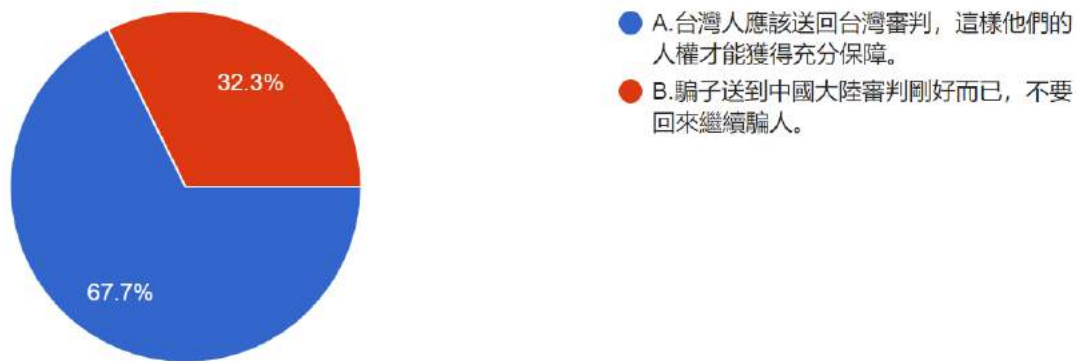 32.3%
67.7%
A.台灣人應該送回台灣審判，這樣他們的
人權才能獲得充分保障。
B.騙子送到中國大陸審判剛好而已，不要
回來繼續騙人。